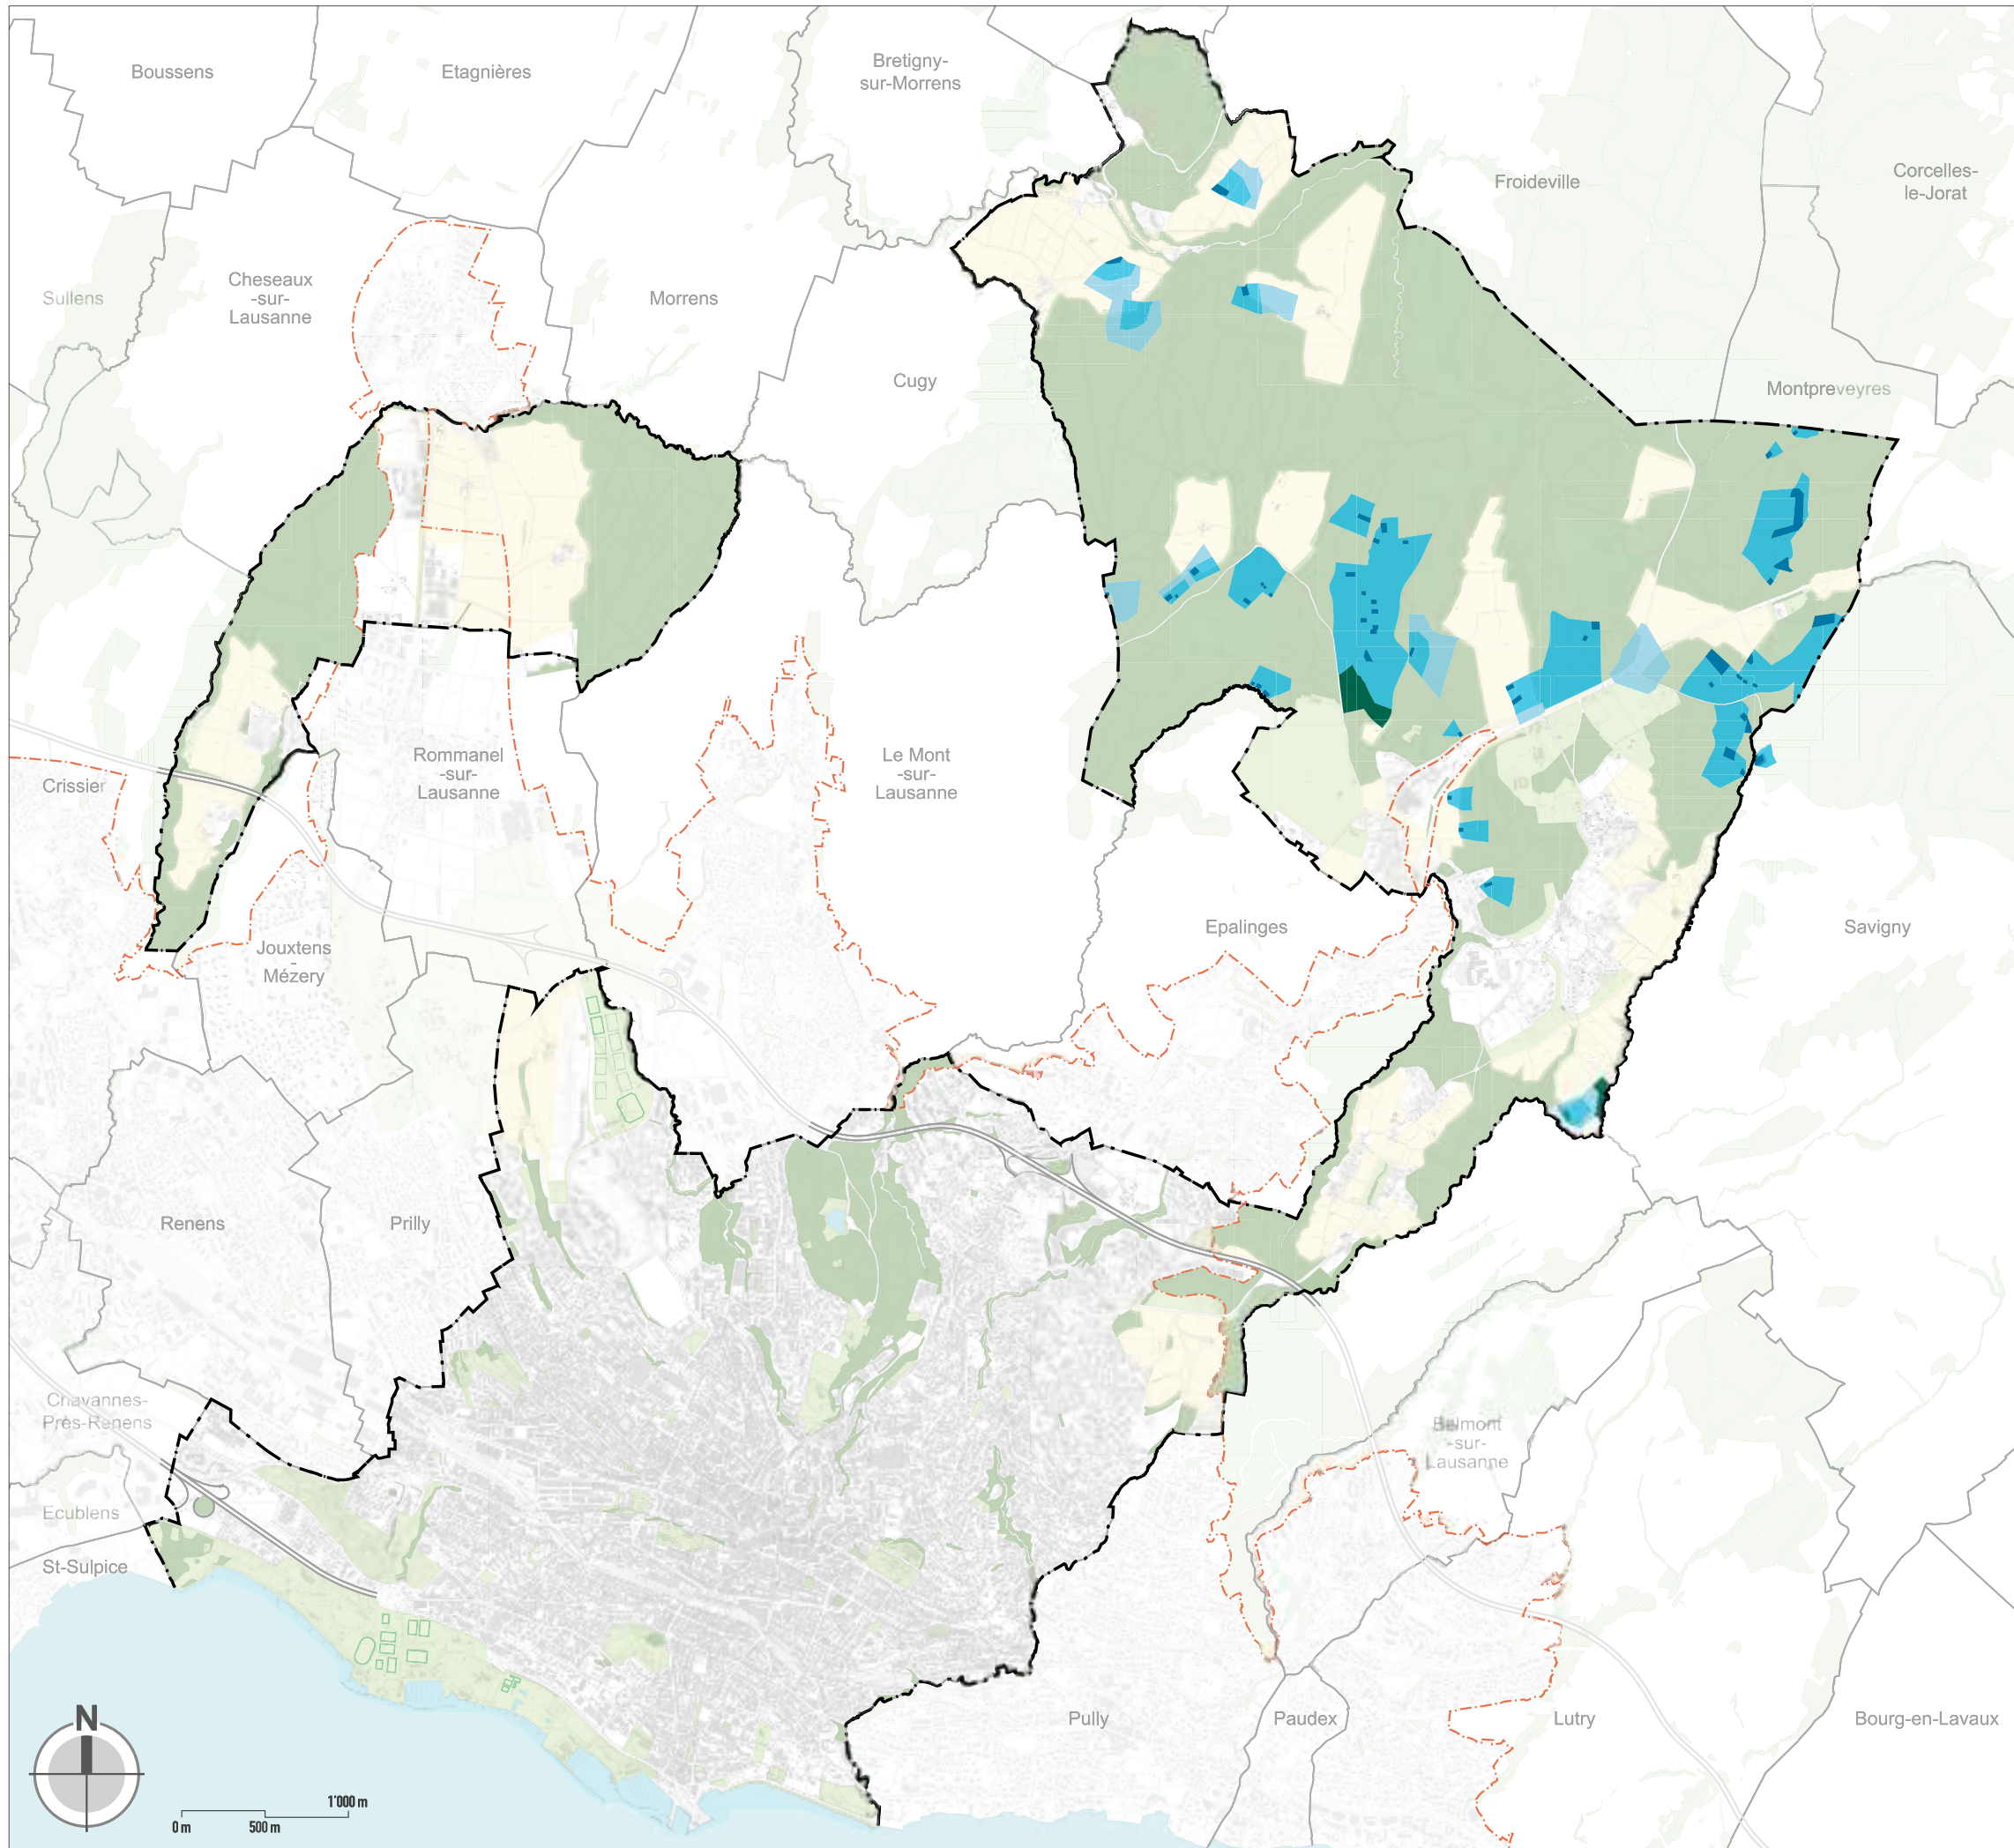 Boussens
Etagnières
Bretigny-
sur-Morrens
Froideville
Corcelles-
le-Jorat
Sullens
Cheseaux
-sur-
Lausanne
Morrens
Cugy
Montpreveyres
Crissier
Rommanel
-sur-
Lausanne
Le Mont
-sur-
Lausanne
Jouxtens
-
Mézery
Epalinges
Savigny
Renens
Prilly
Chavannes-
Près-Renens
Belmont
-sur-
Lausanne
Ecublens
St-Sulpice
Pully
Paudex
Lutry
Bourg-en-Lavaux
N
1'000 m
0 m
500 m